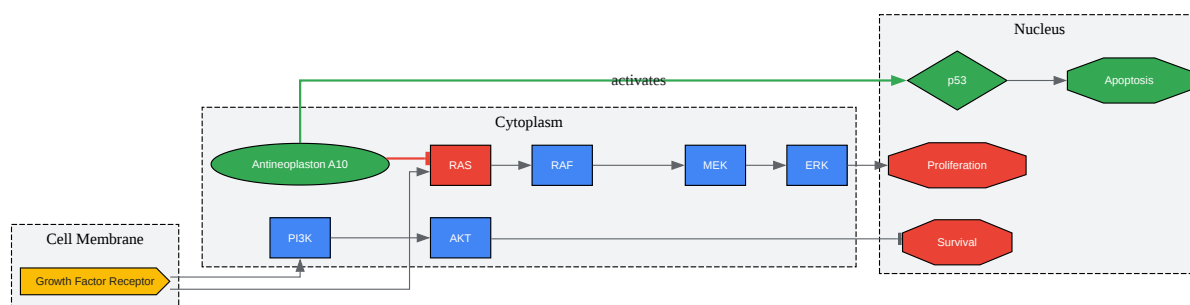 Nucleus
p53
Apoptosis
activates
Cytoplasm
Antineoplaston A10
RAS
RAF
MEK
ERK
Proliferation
PI3K
AKT
Survival
Cell Membrane
Growth Factor Receptor